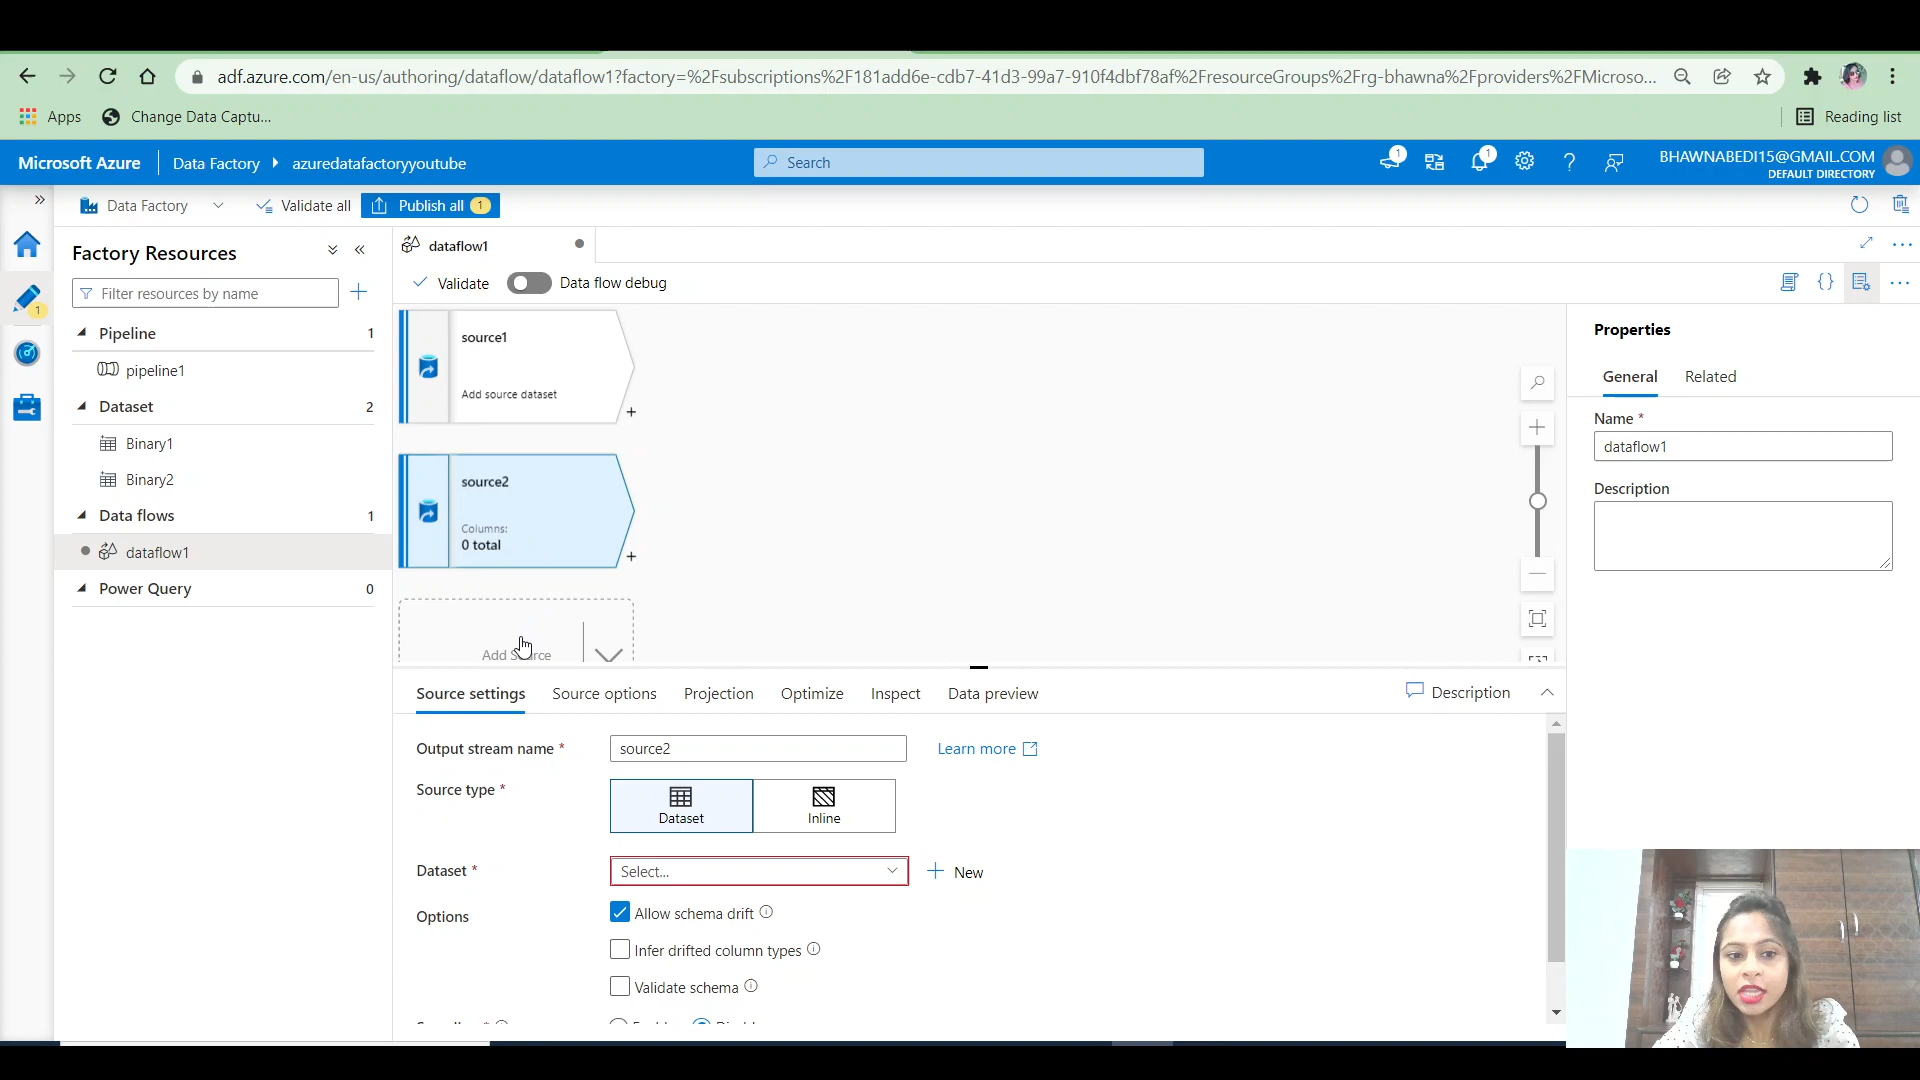 adf.azure.com/en-us/authoring/dataflow/dataflow1?factory=%2Fsubscriptions%2F181add6e-cdb7-41d3-99a7-910f4dbf78af%2FresourceGroups%2Frg-bhawna%2Fproviders%2FMicroso...
Apps
Change Data Captu...
Reading list
Microsoft Azure
Data Factory
azuredatafactoryyoutube
Search
1
1
BHAWNABEDI15@GMAIL.COM
DEFAULT DIRECTORY
Data Factory
Validate all
Publish all
1
Factory Resources
Filter resources by name
1
Pipeline 1
pipeline1
Dataset 2
Binary1
Binary2
Data flows 1
dataflow1
Power Query 0
dataflow1
Validate
Data flow debug
source1
Add source dataset
source2
Columns:
0 total
Add Source
Source settings
Source options
Projection
Optimize
Inspect
Data preview
Description
Output stream name *
source2
Learn more
Source type *
Dataset
Inline
Dataset *
Select...
New
Options
Allow schema drift
Infer drifted column types
Validate schema
Properties
General
Related
Name *
dataflow1
Description